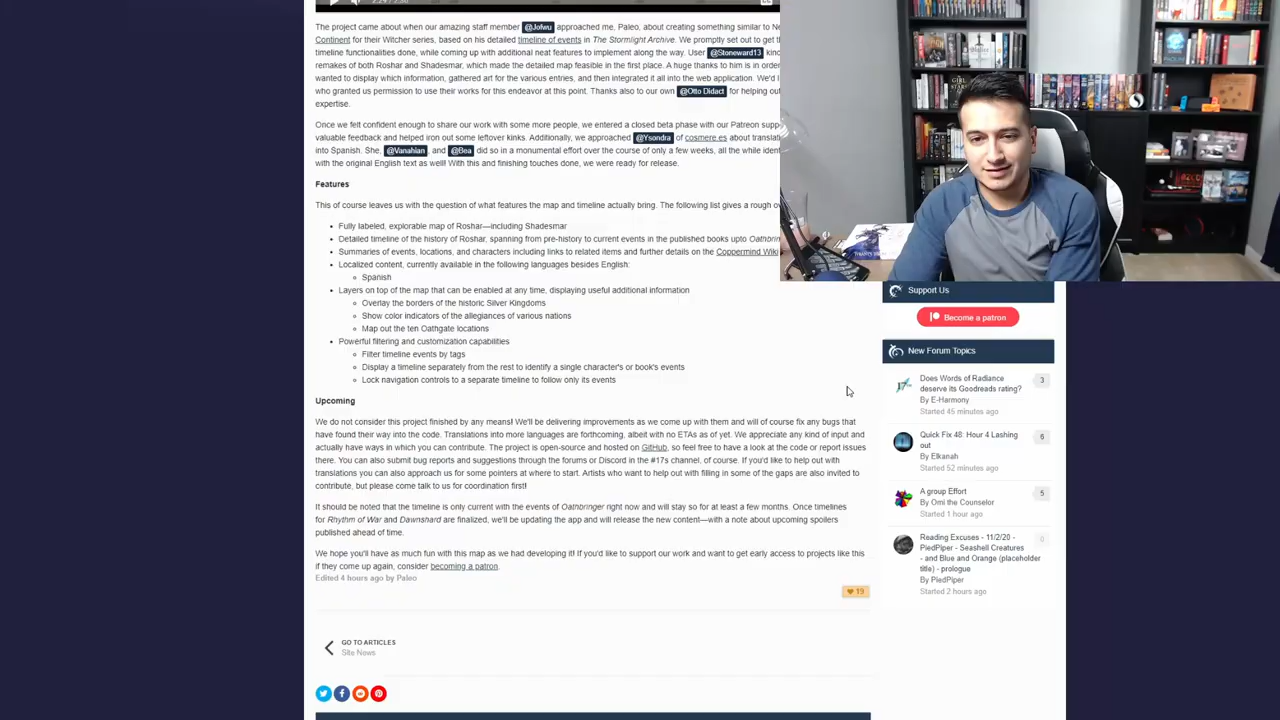 The project came about when our amazing staff member @Jofwu approached me, Paleo, about creating something similar to
Continent for their Witcher series, based on his detailed timeline of events in The Stormlight Archive. We promptly set out to get
timeline functionalities done, while coming up with additional neat features to implement along the way. User @Stoneward13
remakes of both Roshar and Shadesmar, which made the detailed map feasible in the first place. A huge thanks to him is in order
wanted to display which information, gathered art for the various entries, and then integrated it all into the web application. We'd
who granted us permission to use their works for this endeavor at this point. Thanks also to our own @Otto Didact for helping out
expertise.
Once we felt confident enough to share our work with some more people, we entered a closed beta phase with our Patreon
valuable feedback and helped iron out some leftover kinks. Additionally, we approached @Ysondra of cosmere.es about
into Spanish. She, @Vanahian, and @Bea did so in a monumental effort over the course of only a few weeks, all the while
with the original English text as well! With this and finishing touches done, we were ready for release.
Features
This of course leaves us with the question of what features the map and timeline actually bring. The following list gives a rough
• Fully labeled, explorable map of Roshar—including Shadesmar
• Detailed timeline of the history of Roshar, spanning from pre-history to current events in the published books upto
• Summaries of events, locations, and characters including links to related items and further details on the Coppermind Wiki
• Localized content, currently available in the following languages besides English:
Spanish
• Layers on top of the map that can be enabled at any time, displaying useful additional information
Overlay the borders of the historic Silver Kingdoms
Show color indicators of the allegiances of various nations
Map out the ten Oathgate locations
• Powerful filtering and customization capabilities
Filter timeline events by tags
Display a timeline separately from the rest to identify a single character's or book's events
Lock navigation controls to a separate timeline to follow only its events
Upcoming
We do not consider this project finished by any means! We'll be delivering improvements as we come up with them and will of course fix any bugs that
have found their way into the code. Translations into more languages are forthcoming, albeit with no ETAs as of yet. We appreciate any kind of input and
actually have ways in which you can contribute. The project is open-source and hosted on GitHub, so feel free to have a look at the code or report issues
there. You can also submit bug reports and suggestions through the forums or Discord in the #17s channel, of course. If you'd like to help out with
translations you can also approach us for some pointers at where to start. Artists who want to help out with filling in some of the gaps are also invited to
contribute, but please come talk to us for coordination first!
It should be noted that the timeline is only current with the events of Oathbringer right now and will stay so for at least a few months. Once timelines
for Rhythm of War and Dawnshard are finalized, we'll be updating the app and will release the new content—with a note about upcoming spoilers
published ahead of time.
We hope you'll have as much fun with this map as we had developing it! If you'd like to support our work and want to get early access to projects like this
if they come up again, consider becoming a patron.
Edited 4 hours ago by Paleo
19
GO TO ARTICLES
Site News
Support Us
Become a patron
New Forum Topics
Does Words of Radiance
deserve its Goodreads rating?
3
By E-Harmony
Started 45 minutes ago
Quick Fix 48: Hour 4 Lashing
out
6
By Elkanah
Started 52 minutes ago
A group Effort
5
By Omi the Counselor
Started 1 hour ago
Reading Excuses - 11/2/20 -
PiedPiper - Seashell Creatures
- and Blue and Orange (placeholder
title) - prologue
0
By PiedPiper
Started 2 hours ago